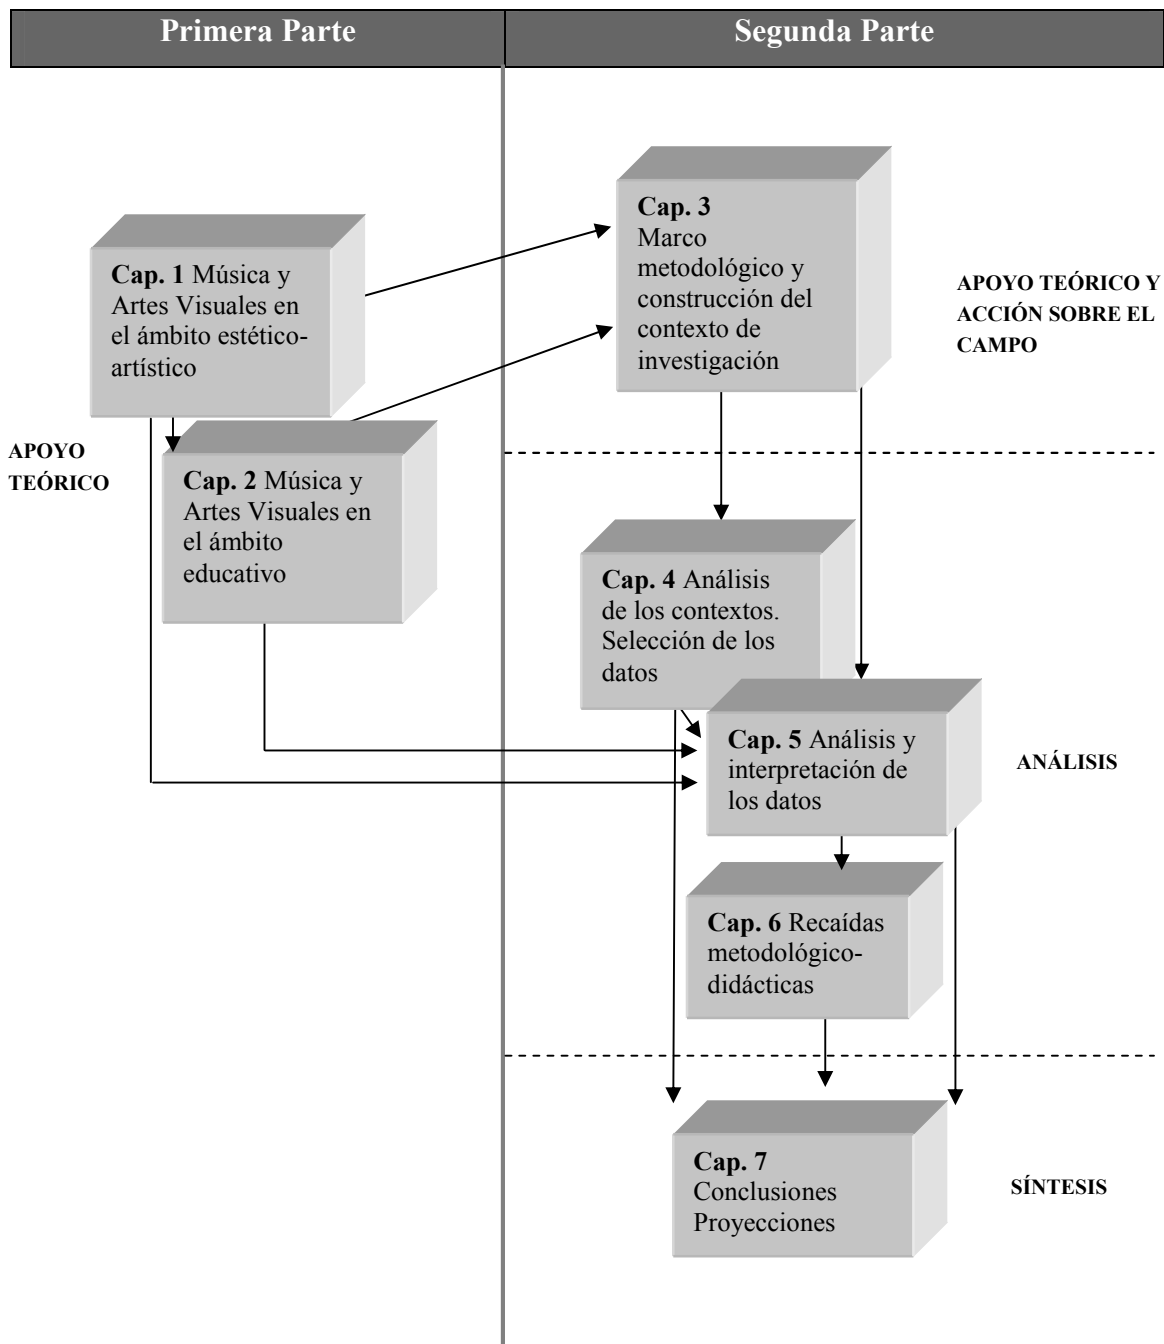 Primera Parte
Segunda Parte
Cap. 1 Música y
Artes Visuales en
el ámbito estético-
artístico
APOYO
TEÓRICO
Cap. 2 Música y
Artes Visuales en
el ámbito
educativo
Cap. 3
Marco
metodológico y
construcción del
contexto de
investigación
APOYO TEÓRICO Y
ACCIÓN SOBRE EL
CAMPO
Cap. 4 Análisis
de los contextos.
Selección de los
datos
Cap. 5 Análisis y
interpretación de
los datos
ANÁLISIS
Cap. 6 Recaídas
metodológico-
didácticas
Cap. 7
Conclusiones
Proyecciones
SÍNTESIS